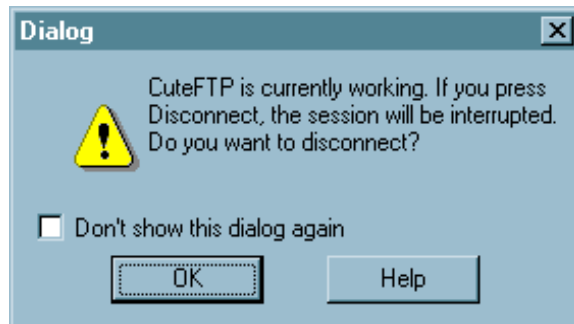 Dialog
CuteFTP is currently working. If you press
Disconnect, the session will be interrupted.
Do you want to disconnect?
Don't show this dialog again
OK
Help